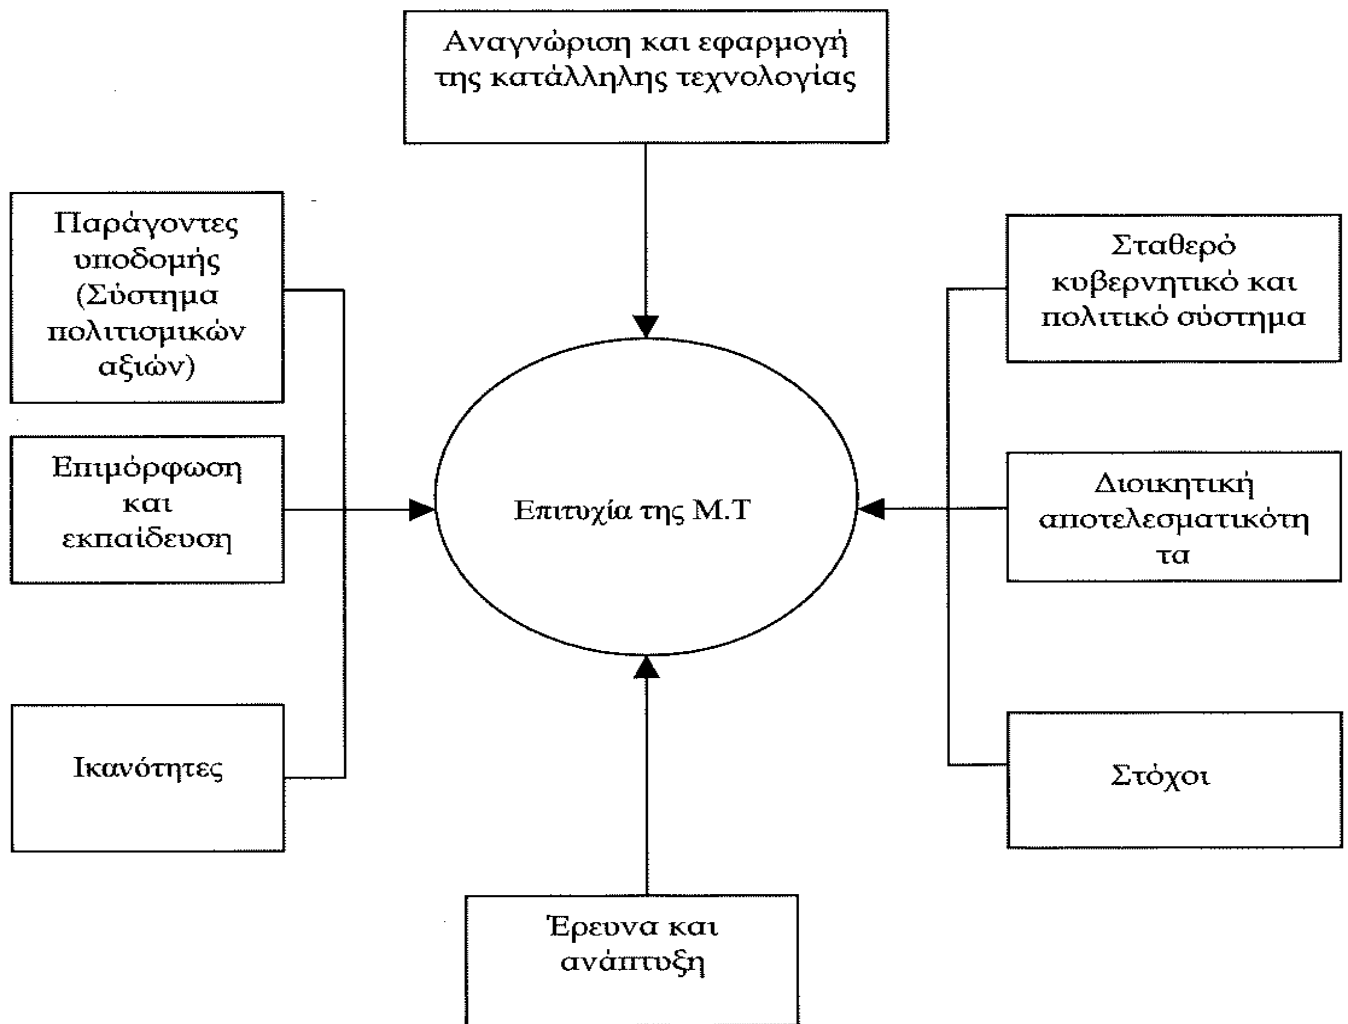 Αναγνώριση και εφαρμογή
της κατάλληλης τεχνολογίας
Παράγοντες
υποδομής
(Σύστημα
πολιτισμικών
αξιών)
Σταθερό
κυβερνητικό και
πολιτικό σύστημα
Επιμόρφωση
και
εκπαίδευση
Επιτυχία της Μ.Τ
Διοικητική
αποτελεσματικότη
τα
Ικανότητες
Στόχοι
Έρευνα και
ανάπτυξη